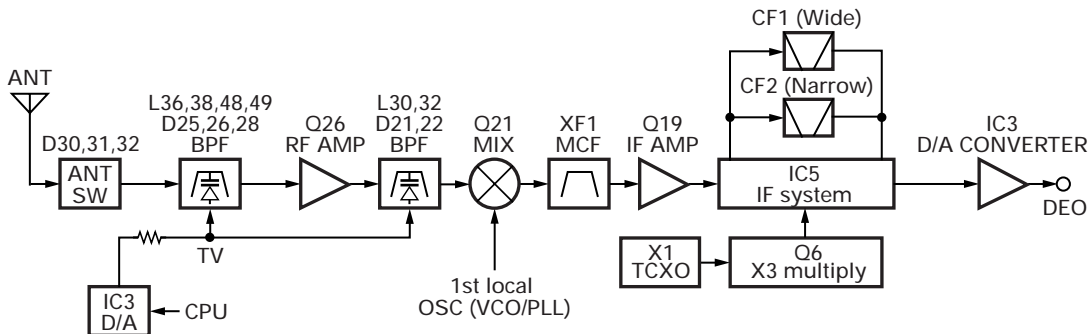 CF1 (Wide)
CF2 (Narrow)
ANT
D30,31,32
ANT
SW
L36,38,48,49
D25,26,28
BPF
Q26
RF AMP
L30,32
D21,22
BPF
Q21
MIX
XF1
MCF
Q19
IF AMP
IC5
IF system
IC3
D/A CONVERTER
DEO
TV
IC3
D/A
CPU
1st local
OSC (VCO/PLL)
X1
TCXO
Q6
X3 multiply